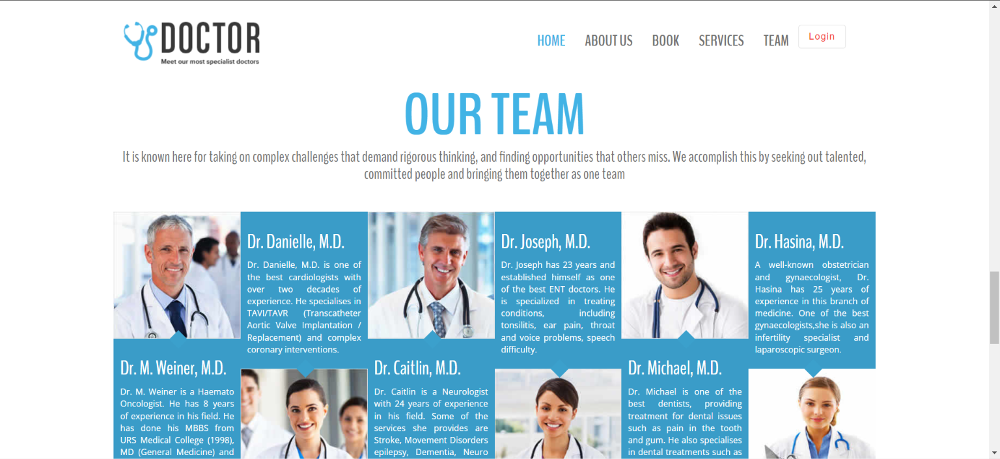 DOCTOR
Meet our most specialist doctors
HOME
ABOUT US
BOOK
SERVICES
TEAM
Login
OUR TEAM
It is known here for taking on complex challenges that demand rigorous thinking, and finding opportunities that others miss. We accomplish this by seeking out talented,
committed people and bringing them together as one team
Dr. Danielle, M.D.
Dr. Danielle, M.D. is one of
the best cardiologists with
over two decades of
experience. He specialises in
TAVI/TAVR (Transcatheter
Aortic Valve Implantation /
Replacement) and complex
coronary interventions.
Dr. Joseph, M.D.
Dr. Joseph has 23 years and
established himself as one
of the best ENT doctors. He
is specialized in treating
conditions, including
tonsilitis, ear pain, throat
and voice problems, speech
difficulty.
Dr. Hasina, M.D.
A well-known obstetrician
and gynaecologist, Dr.
Hasina has 25 years of
experience in this branch of
medicine. One of the best
gynaecologists,she is also an
infertility specialist and
laparoscopic surgeon.
Dr. M. Weiner, M.D.
Dr. M. Weiner is a Haemato
Oncologist. He has 8 years
of experience in his field. He
has done his MBBS from
URS Medical College (1998),
MD (General Medicine) and
Dr. Caitlin, M.D.
Dr. Caitlin is a Neurologist
with 24 years of experience
in his field. Some of the
services she provides are
Stroke, Movement Disorders
epilepsy, Dementia, Neuro
Dr. Michael, M.D.
Dr. Michael is one of the
best dentists, providing
treatment for dental issues
such as pain in the tooth
and gum. He also specialises
in dental treatments such as